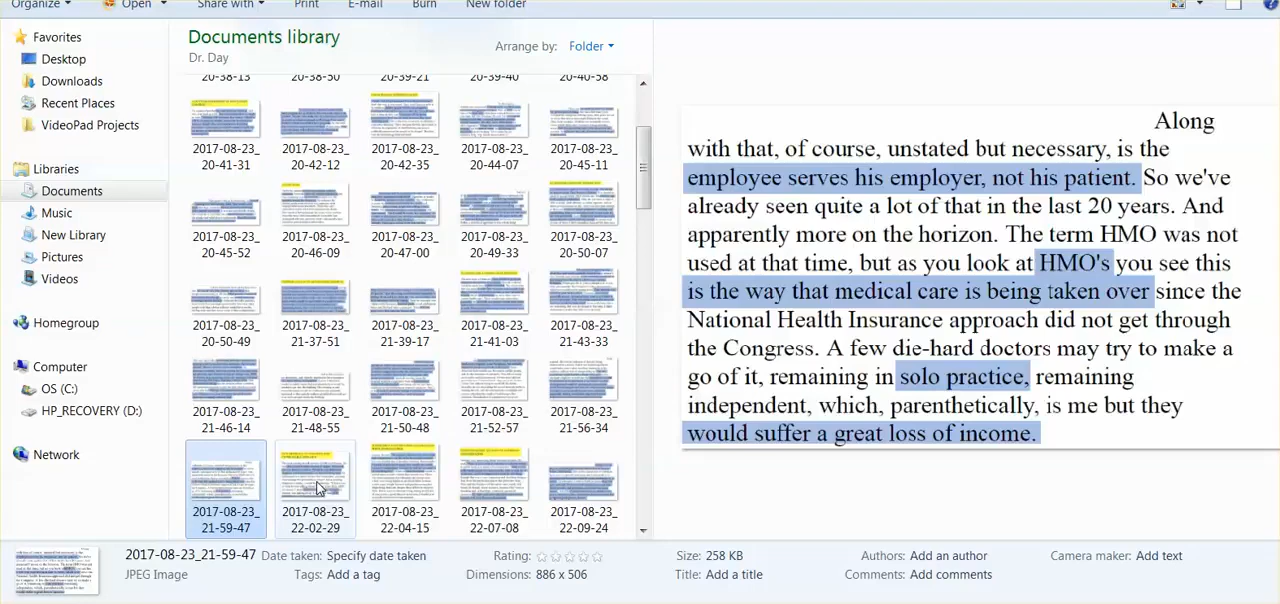 Organize Open Share with Print E-mail Burn New folder
Favorites
Desktop
Downloads
Recent Places
VideoPad Projects
Libraries
Documents
Music
New Library
Pictures
Videos
Homegroup
Computer
OS (C:)
HP_RECOVERY (D:)
Network
Documents library
Dr. Day
Arrange by: Folder
20-38-13 20-38-50 20-39-21 20-39-40 20-40-58
2017-08-23_ 2017-08-23_ 2017-08-23_ 2017-08-23_ 2017-08-23_
20-41-31 20-42-12 20-42-35 20-44-07 20-45-11
2017-08-23_ 2017-08-23_ 2017-08-23_ 2017-08-23_ 2017-08-23_
20-45-52 20-46-09 20-47-00 20-49-33 20-50-07
2017-08-23_ 2017-08-23_ 2017-08-23_ 2017-08-23_ 2017-08-23_
20-50-49 21-37-51 21-39-17 21-41-03 21-43-33
2017-08-23_ 2017-08-23_ 2017-08-23_ 2017-08-23_ 2017-08-23_
21-46-14 21-48-55 21-50-48 21-52-57 21-56-34
2017-08-23_ 2017-08-23_ 2017-08-23_ 2017-08-23_ 2017-08-23_
21-59-47 22-02-29 22-04-15 22-07-08 22-09-24
Along
with that, of course, unstated but necessary, is the
employee serves his employer, not his patient. So we've
already seen quite a lot of that in the last 20 years. And
apparently more on the horizon. The term HMO was not
used at that time, but as you look at HMO's you see this
is the way that medical care is being taken over since the
National Health Insurance approach did not get through
the Congress. A few die-hard doctors may try to make a
go of it, remaining in solo practice, remaining
independent, which, parenthetically, is me but they
would suffer a great loss of income.
2017-08-23_21-59-47 Date taken: Specify date taken Rating: Size: 258 KB Authors: Add an author Camera maker: Add text
JPEG Image Tags: Add a tag 886 x 506 Title: Add a Comments: Add comments